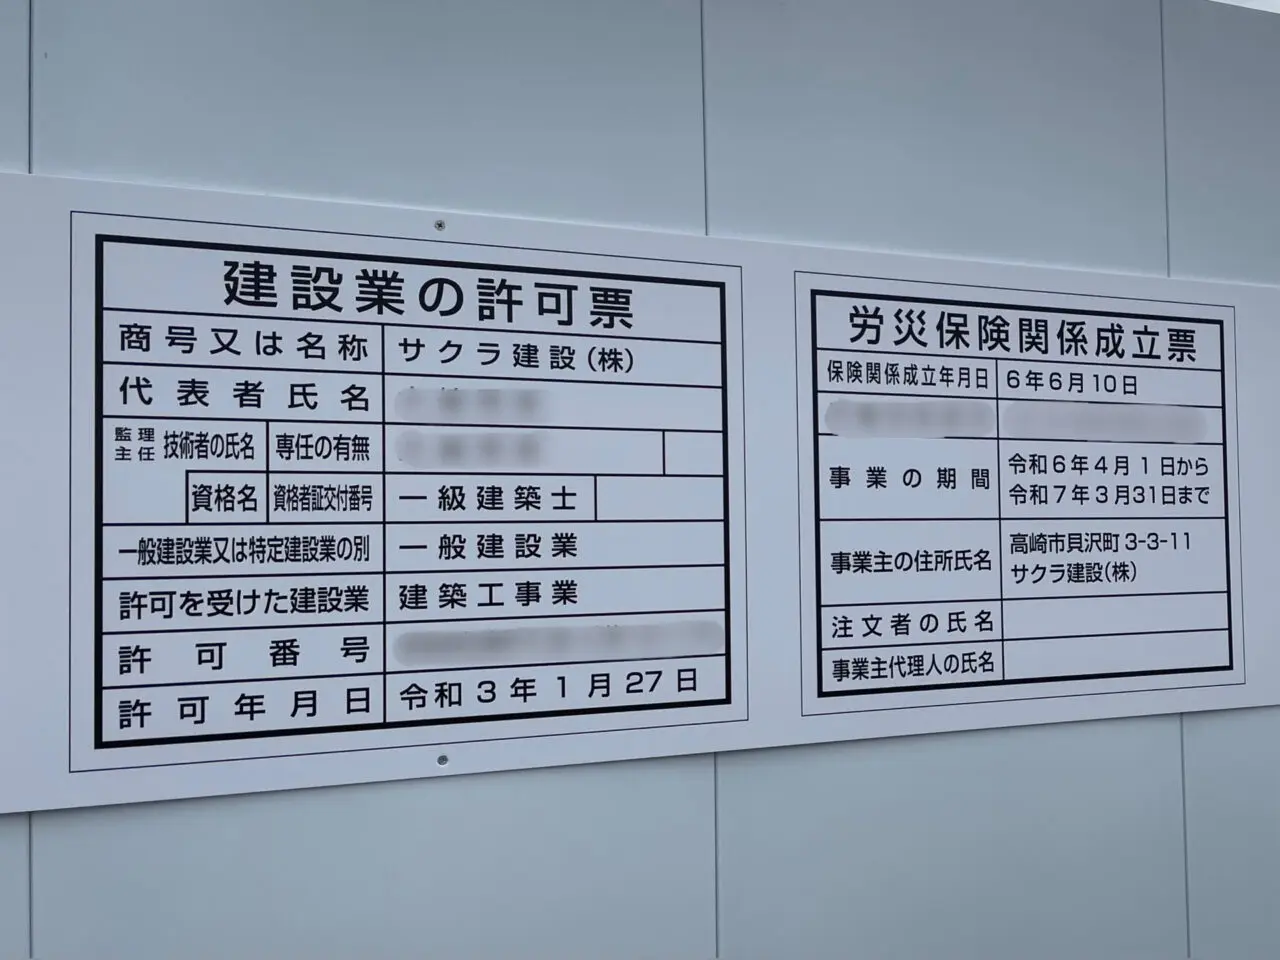 建設業の許可票
商号又は名称 サクラ建設(株)
代表者氏名
監理
主任 技術者の氏名 専任の有無
資格名 資格者証交付番号 一級建築士
一般建設業又は特定建設業の別 一般建設業
許可を受けた建設業 建築工事業
許可番号
許可年月日 令和3年1月27日
労災保険関係成立票
保険関係成立年月日 6年6月10日
事業の期間 令和6年4月1日から
令和7年3月31日まで
事業主の住所氏名 高崎市貝沢町3-3-11
サクラ建設(株)
注文者の氏名
事業主代理人の氏名